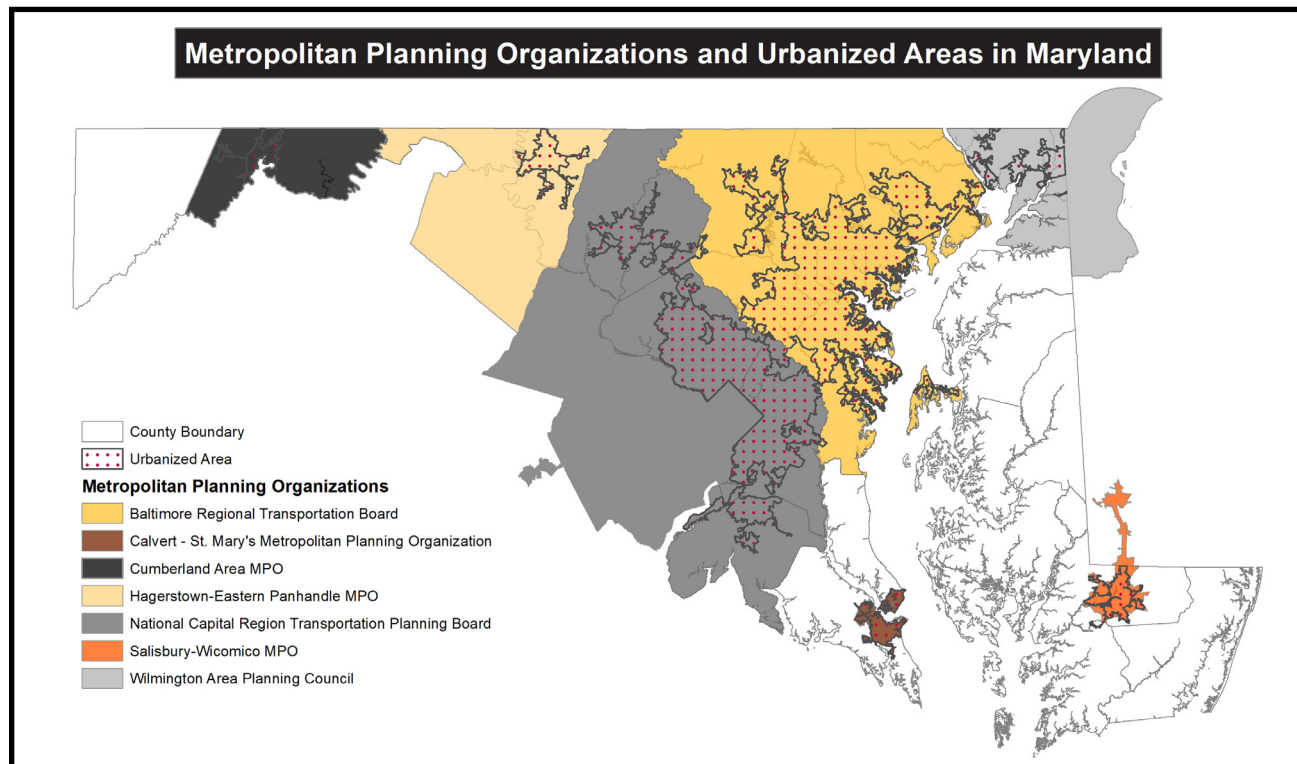 Metropolitan Planning Organizations and Urbanized Areas in Maryland
County Boundary
Urbanized Area
Metropolitan Planning Organizations
Baltimore Regional Transportation Board
Calvert - St. Mary's Metropolitan Planning Organization
Cumberland Area MPO
Hagerstown-Eastern Panhandle MPO
National Capital Region Transportation Planning Board
Salisbury-Wicomico MPO
Wilmington Area Planning Council